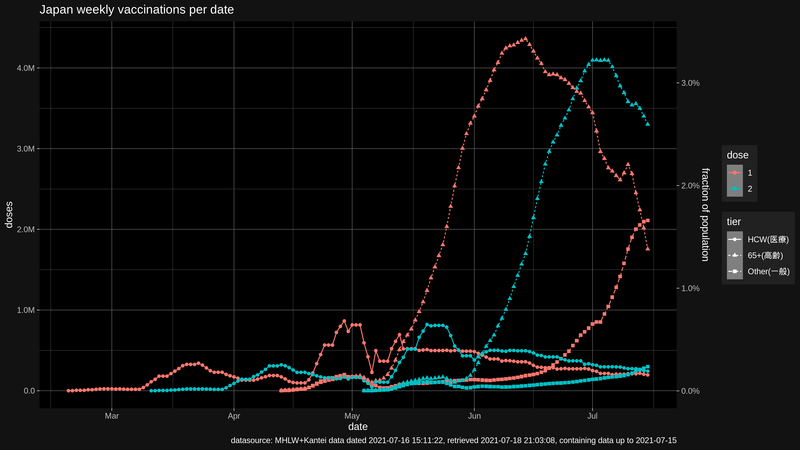 Japan weekly vaccinations per date
4.0M
3.0M
2.0M
1.0M
0.0
doses
3.0%
2.0%
1.0%
0.0%
fraction of population
Mar Apr May Jun Jul
date
dose
1
2
tier
HCW(医療)
65+(高齢)
Other(一般)
datasource: MHLW+Kantei data dated 2021-07-16 15:11:22, retrieved 2021-07-18 21:03:08, containing data up to 2021-07-15